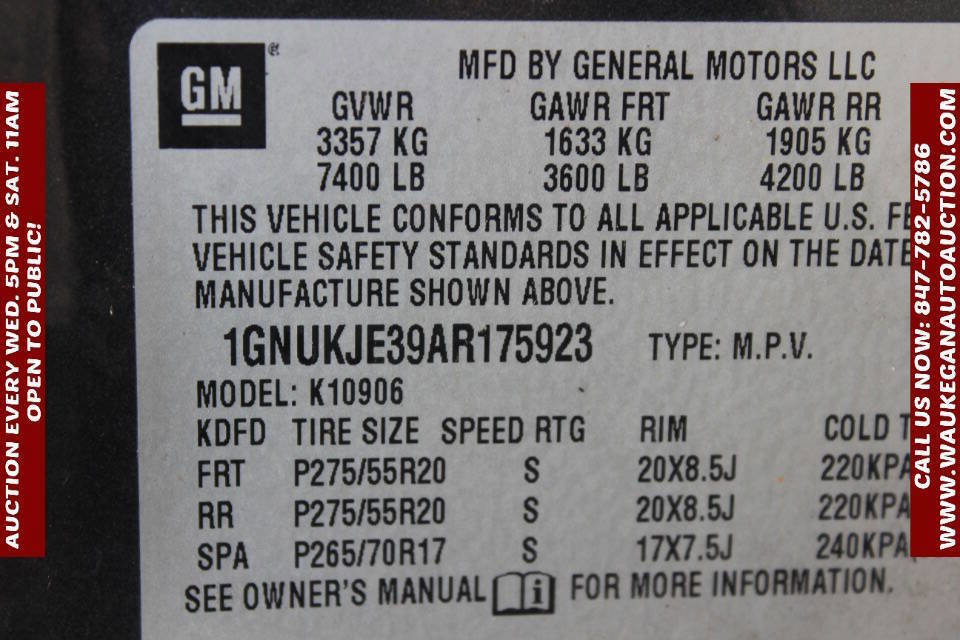 AUCTION EVERY WED. 5PM & SAT. 11AM
OPEN TO PUBLIC!
GM ®
MFD BY GENERAL MOTORS LLC
GVWR GAWR FRT GAWR RR
3357 KG 1633 KG 1905 KG
7400 LB 3600 LB 4200 LB
THIS VEHICLE CONFORMS TO ALL APPLICABLE U.S. FE
VEHICLE SAFETY STANDARDS IN EFFECT ON THE DATE
MANUFACTURE SHOWN ABOVE.
1GNUKJE39AR175923 TYPE: M.P.V.
MODEL: K10906
KDFD TIRE SIZE SPEED RTG RIM COLD T
FRT P275/55R20 S 20X8.5J 220KPA
RR P275/55R20 S 20X8.5J 220KPA
SPA P265/70R17 S 17X7.5J 240KPA
SEE OWNER'S MANUAL i FOR MORE INFORMATION.
CALL US NOW: 847-782-5786
WWW.WAUKEGANAUTOAUCTION.COM